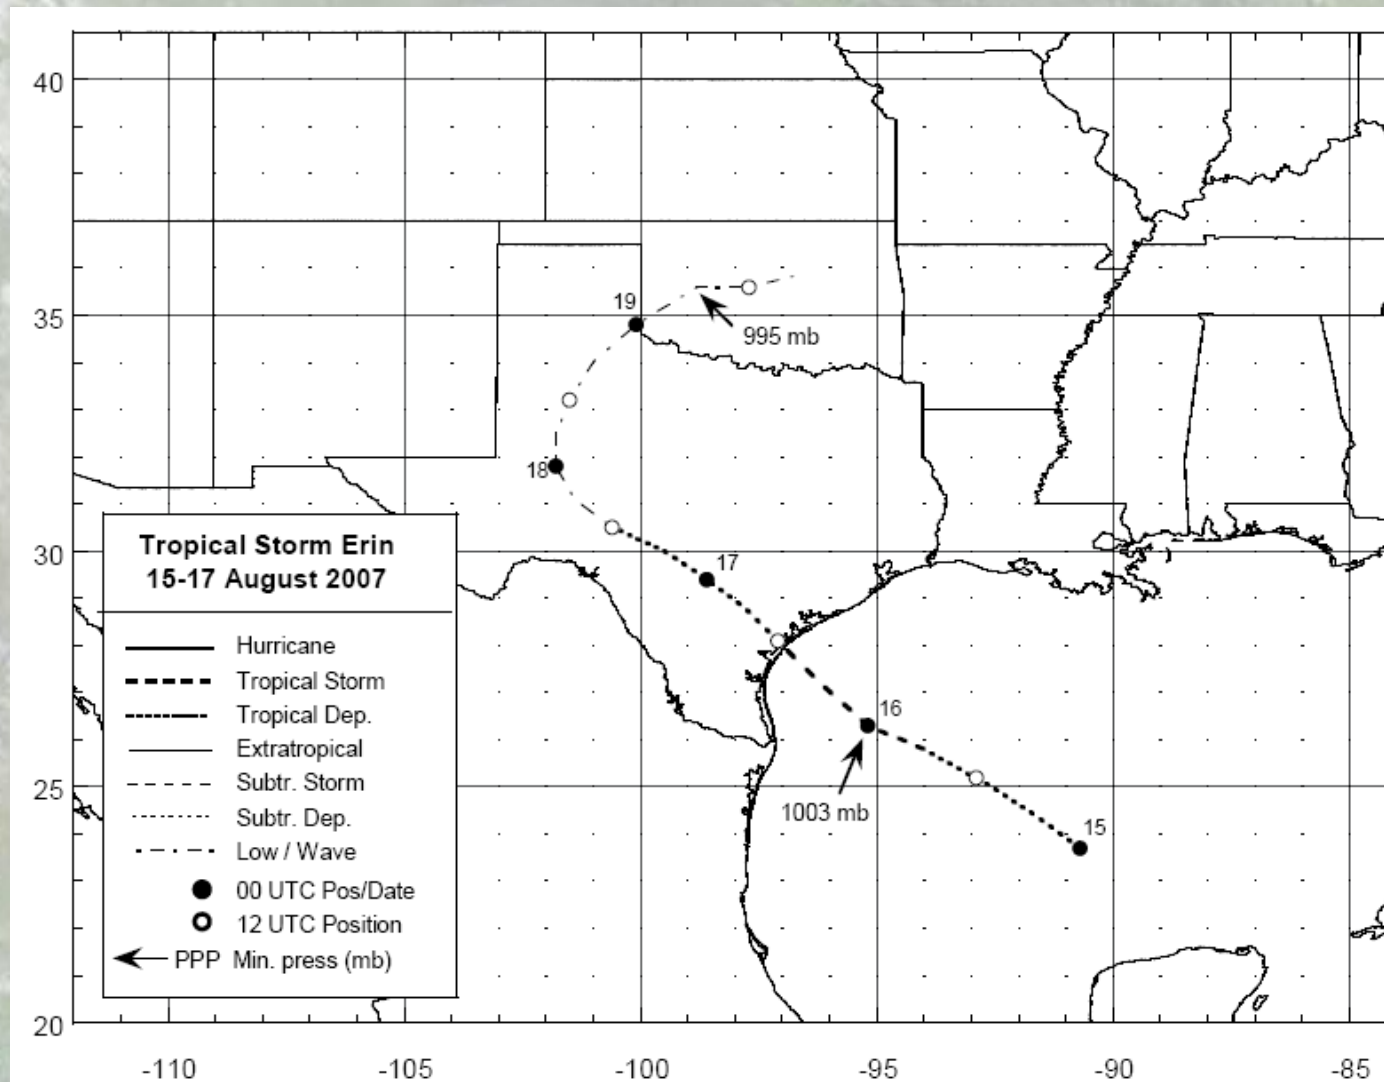 40
35
30
25
20
-110
-105
-100
-95
-90
-85
19
995 mb
18
17
16
1003 mb
15
Tropical Storm Erin
15-17 August 2007
Hurricane
Tropical Storm
Tropical Dep.
Extratropical
Subtr. Storm
Subtr. Dep.
Low / Wave
00 UTC Pos/Date
12 UTC Position
PPP Min. press (mb)